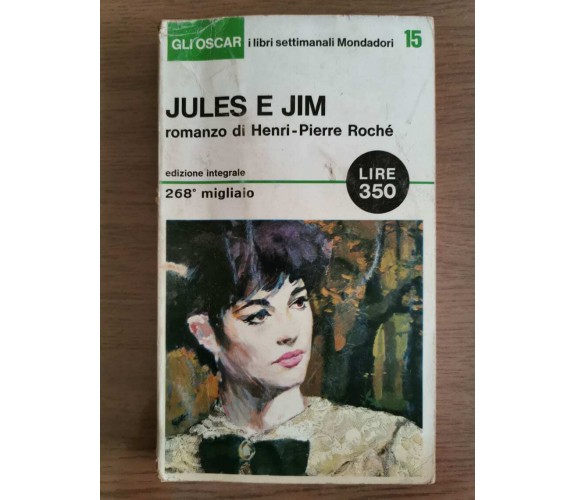 GLI OSCAR i libri settimanali Mondadori 15
JULES E JIM
romanzo di Henri-Pierre Roché
edizione integrale
268° migliaio
LIRE
350